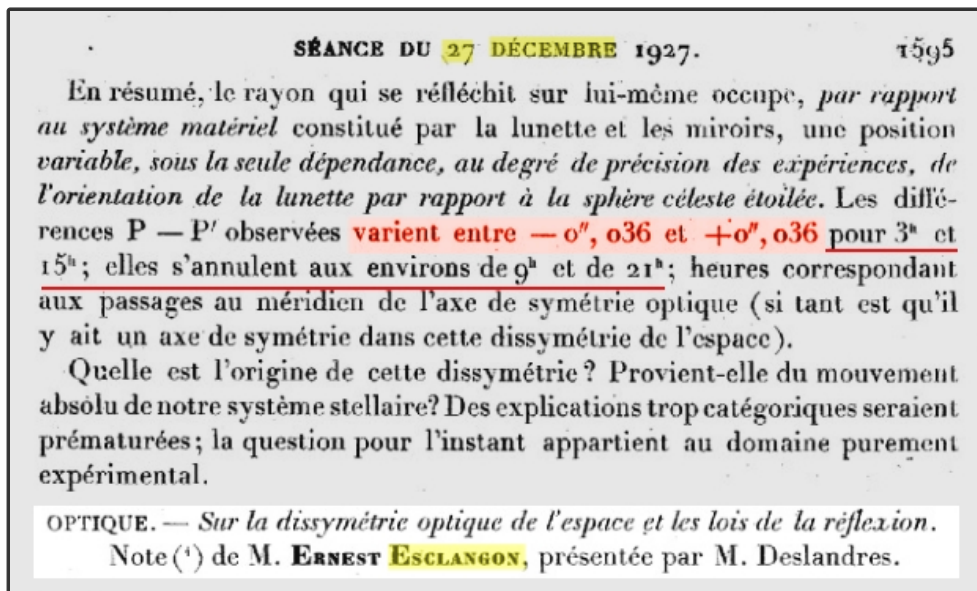 SÉANCE DU 27 DÉCEMBRE 1927. 1595
En résumé, le rayon qui se réfléchit sur lui-même occupe, par rapport
au système matériel constitué par la lunette et les miroirs, une position
variable, sous la seule dépendance, au degré de précision des expériences, de
l'orientation de la lunette par rapport à la sphère céleste étoilée. Les diffé-
rences P — P' observées varient entre — 0", 036 et +0", 036 pour 3ʰ et
15ʰ; elles s'annulent aux environs de 9ʰ et de 21ʰ; heures correspondant
aux passages au méridien de l'axe de symétrie optique (si tant est qu'il
y ait un axe de symétrie dans cette dissymétrie de l'espace).
Quelle est l'origine de cette dissymétrie? Provient-elle du mouvement
absolu de notre système stellaire? Des explications trop catégoriques seraient
prématurées; la question pour l'instant appartient au domaine purement
expérimental.
OPTIQUE. — Sur la dissymétrie optique de l'espace et les lois de la réflexion.
Note (¹) de M. ERNEST ESCLANGON, présentée par M. Deslandres.